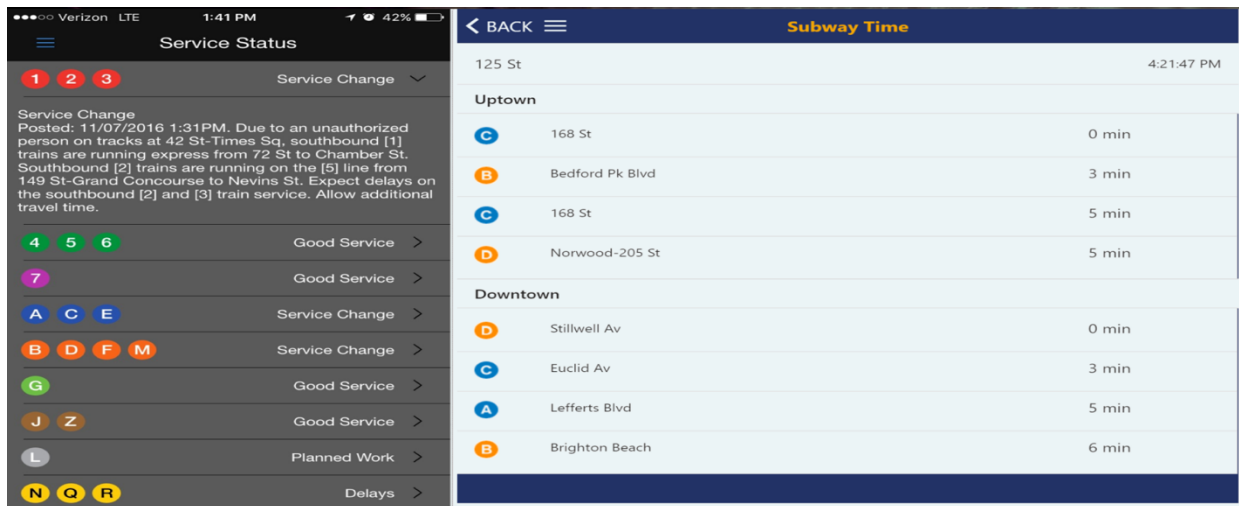 ●●●○○ Verizon LTE 1:41 PM 42%
Service Status
1 2 3 Service Change
Service Change
Posted: 11/07/2016 1:31PM. Due to an unauthorized
person on tracks at 42 St-Times Sq, southbound [1]
trains are running express from 72 St to Chamber St.
Southbound [2] trains are running on the [5] line from
149 St-Grand Concourse to Nevins St. Expect delays on
the southbound [2] and [3] train service. Allow additional
travel time.
4 5 6 Good Service
7 Good Service
A C E Service Change
B D F M Service Change
G Good Service
J Z Good Service
L Planned Work
N Q R Delays
BACK Subway Time
125 St 4:21:47 PM
Uptown
C 168 St 0 min
B Bedford Pk Blvd 3 min
C 168 St 5 min
D Norwood-205 St 5 min
Downtown
D Stillwell Av 0 min
C Euclid Av 3 min
A Lefferts Blvd 5 min
B Brighton Beach 6 min